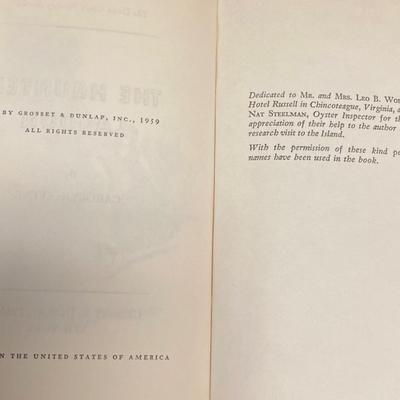 BY GROSSET & DUNLAP, INC., 1959
ALL RIGHTS RESERVED
IN THE UNITED STATES OF AMERICA
Dedicated to MR. and MRS. LEO B.
Hotel Russell in Chincoteague, Virginia,
NAT STEELMAN, Oyster Inspector for
appreciation of their help to the author
research visit to the Island.
With the permission of these kind
names have been used in the book.